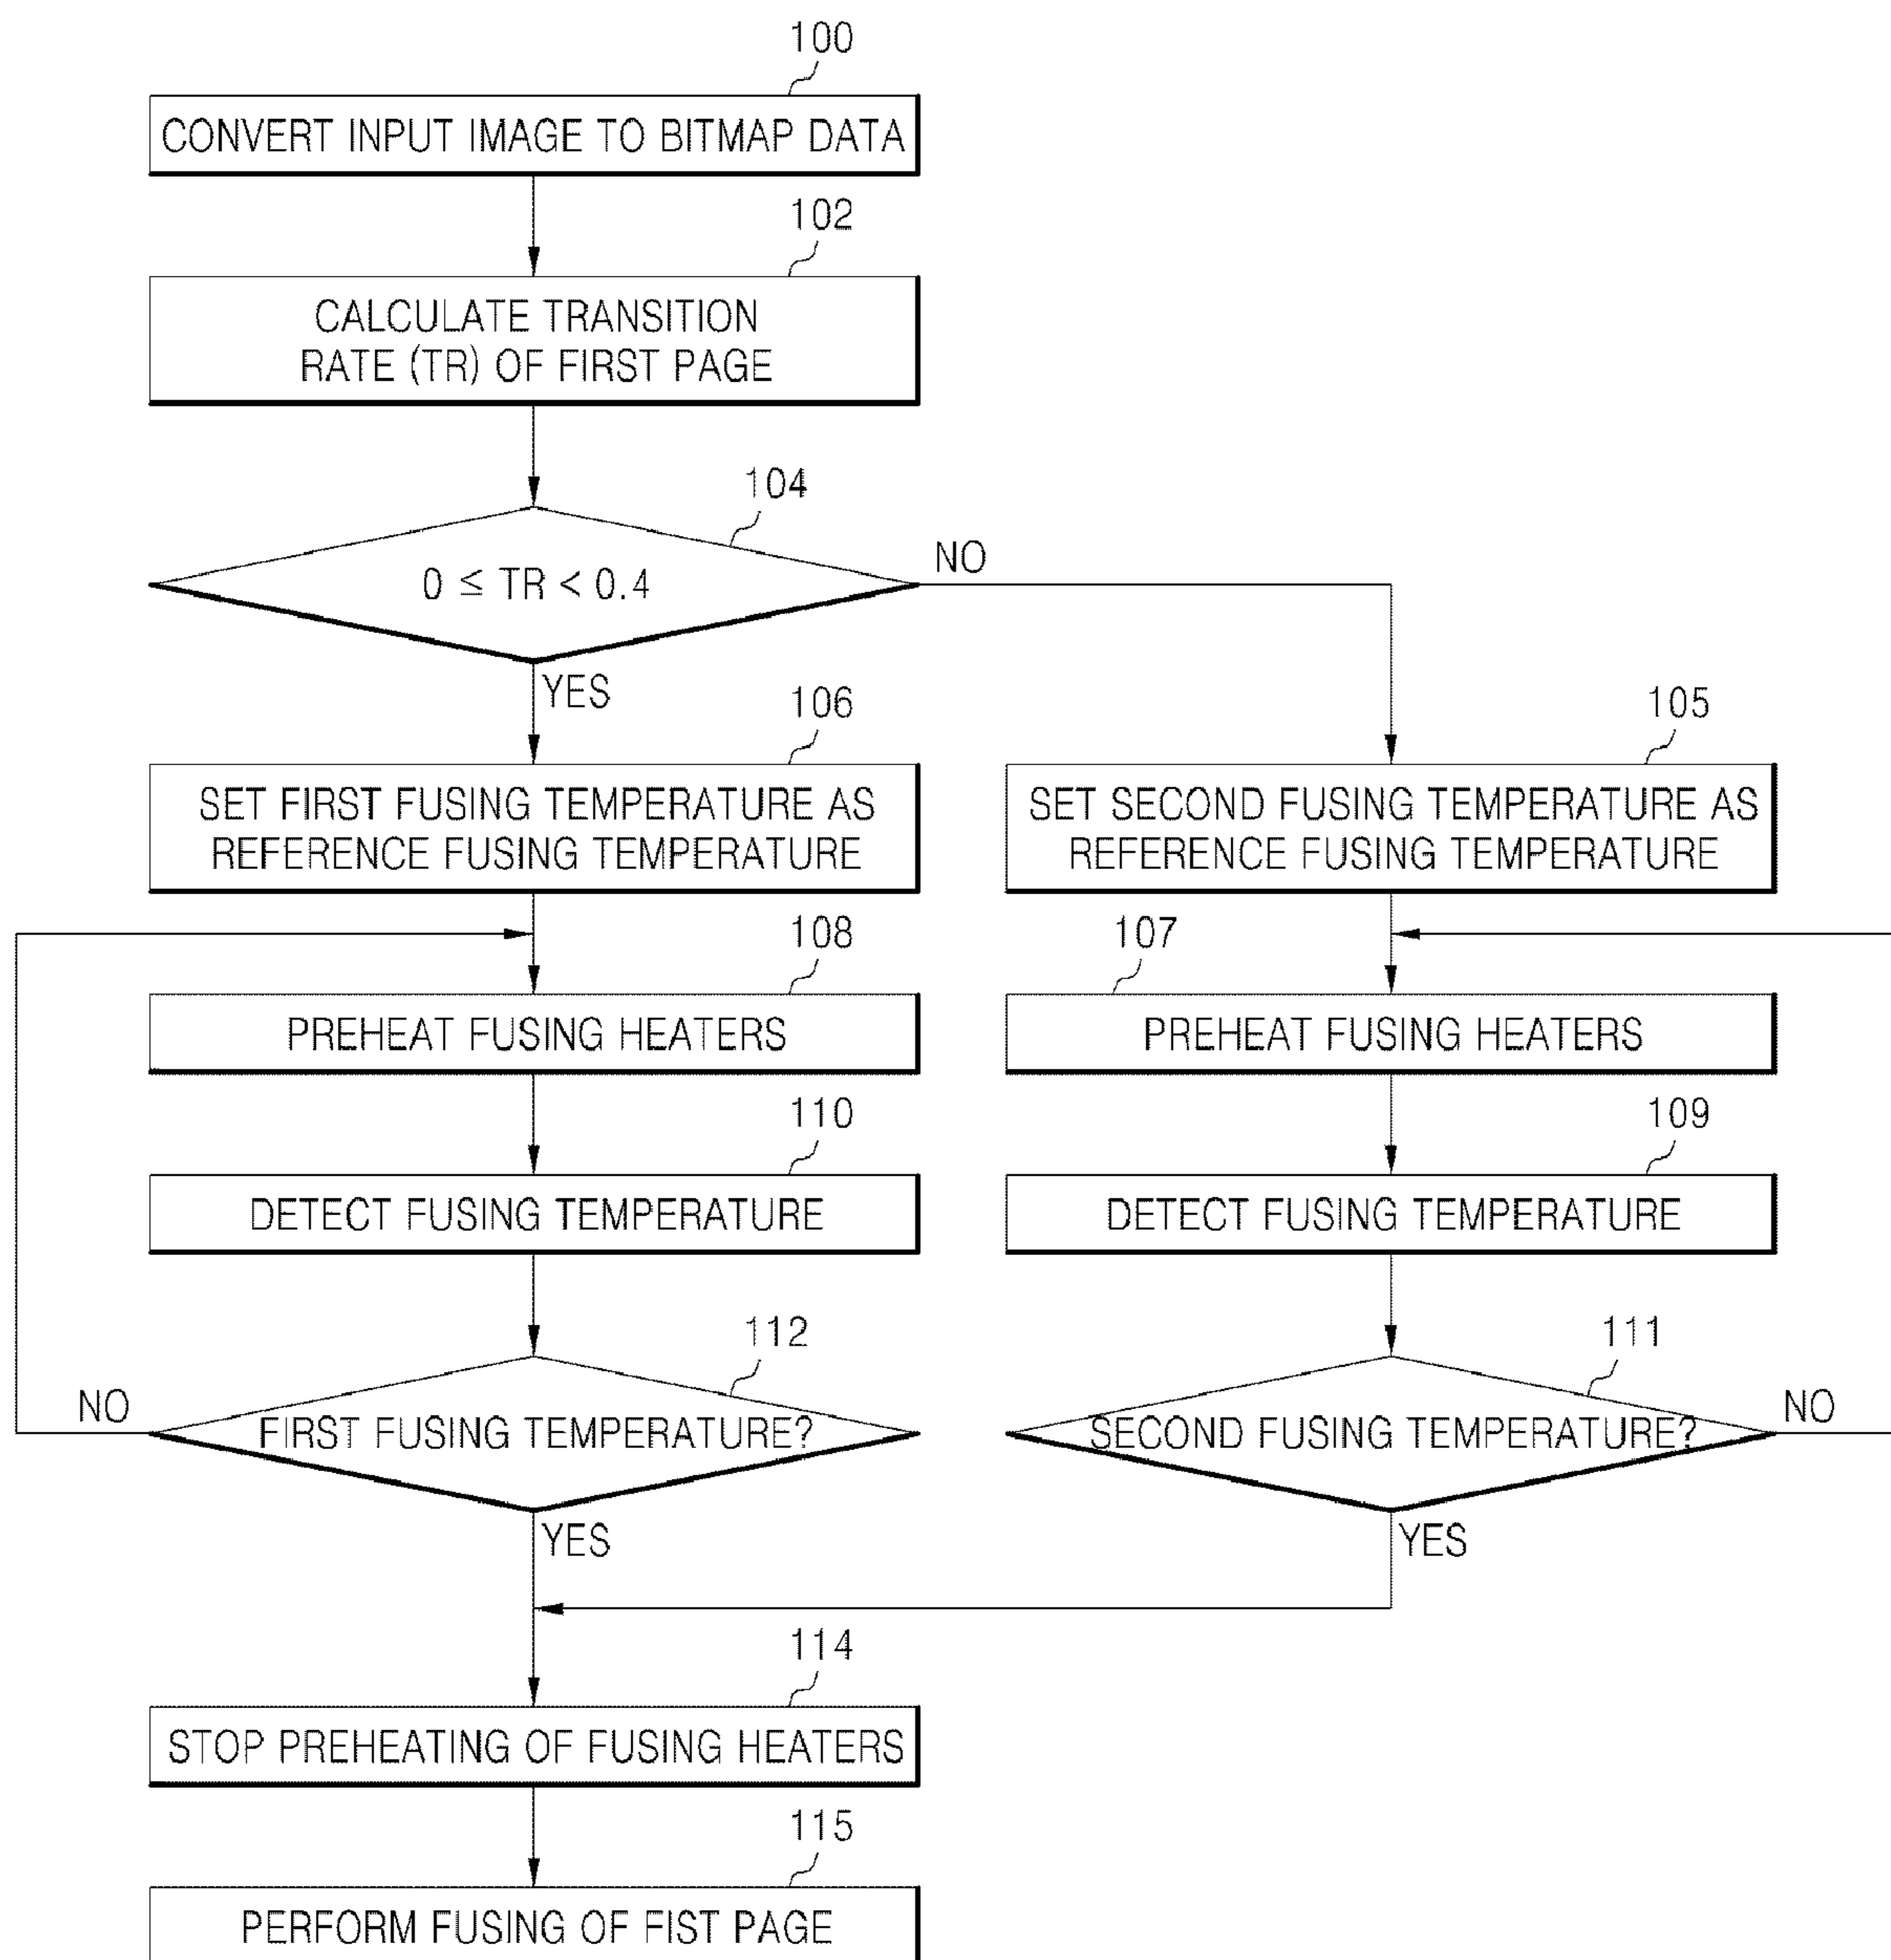 100
CONVERT INPUT IMAGE TO BITMAP DATA
102
CALCULATE TRANSITION
RATE (TR) OF FIRST PAGE
104
0 ≤ TR < 0.4
NO
YES
106
SET FIRST FUSING TEMPERATURE AS
REFERENCE FUSING TEMPERATURE
105
SET SECOND FUSING TEMPERATURE AS
REFERENCE FUSING TEMPERATURE
108
PREHEAT FUSING HEATERS
107
PREHEAT FUSING HEATERS
110
DETECT FUSING TEMPERATURE
109
DETECT FUSING TEMPERATURE
112
NO
FIRST FUSING TEMPERATURE?
YES
111
SECOND FUSING TEMPERATURE?
NO
YES
114
STOP PREHEATING OF FUSING HEATERS
115
PERFORM FUSING OF FIST PAGE